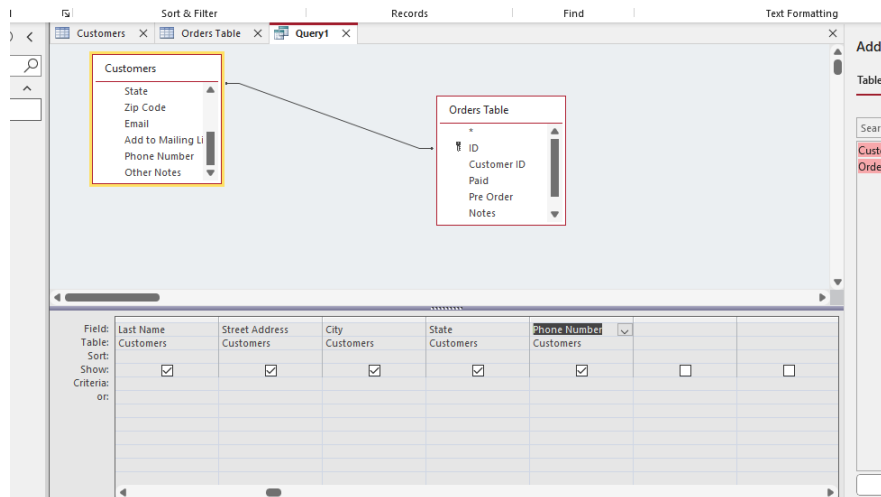 Sort & Filter
Records
Find
Text Formatting
Customers
Orders Table
Query1
Add
Table
Customers
State
Zip Code
Email
Add to Mailing Li
Phone Number
Other Notes
Orders Table
*
ID
Customer ID
Paid
Pre Order
Notes
Sear
Cust
Orde
Field: Last Name Street Address City State Phone Number
Table: Customers Customers Customers Customers Customers
Sort:
Show:
Criteria:
or: